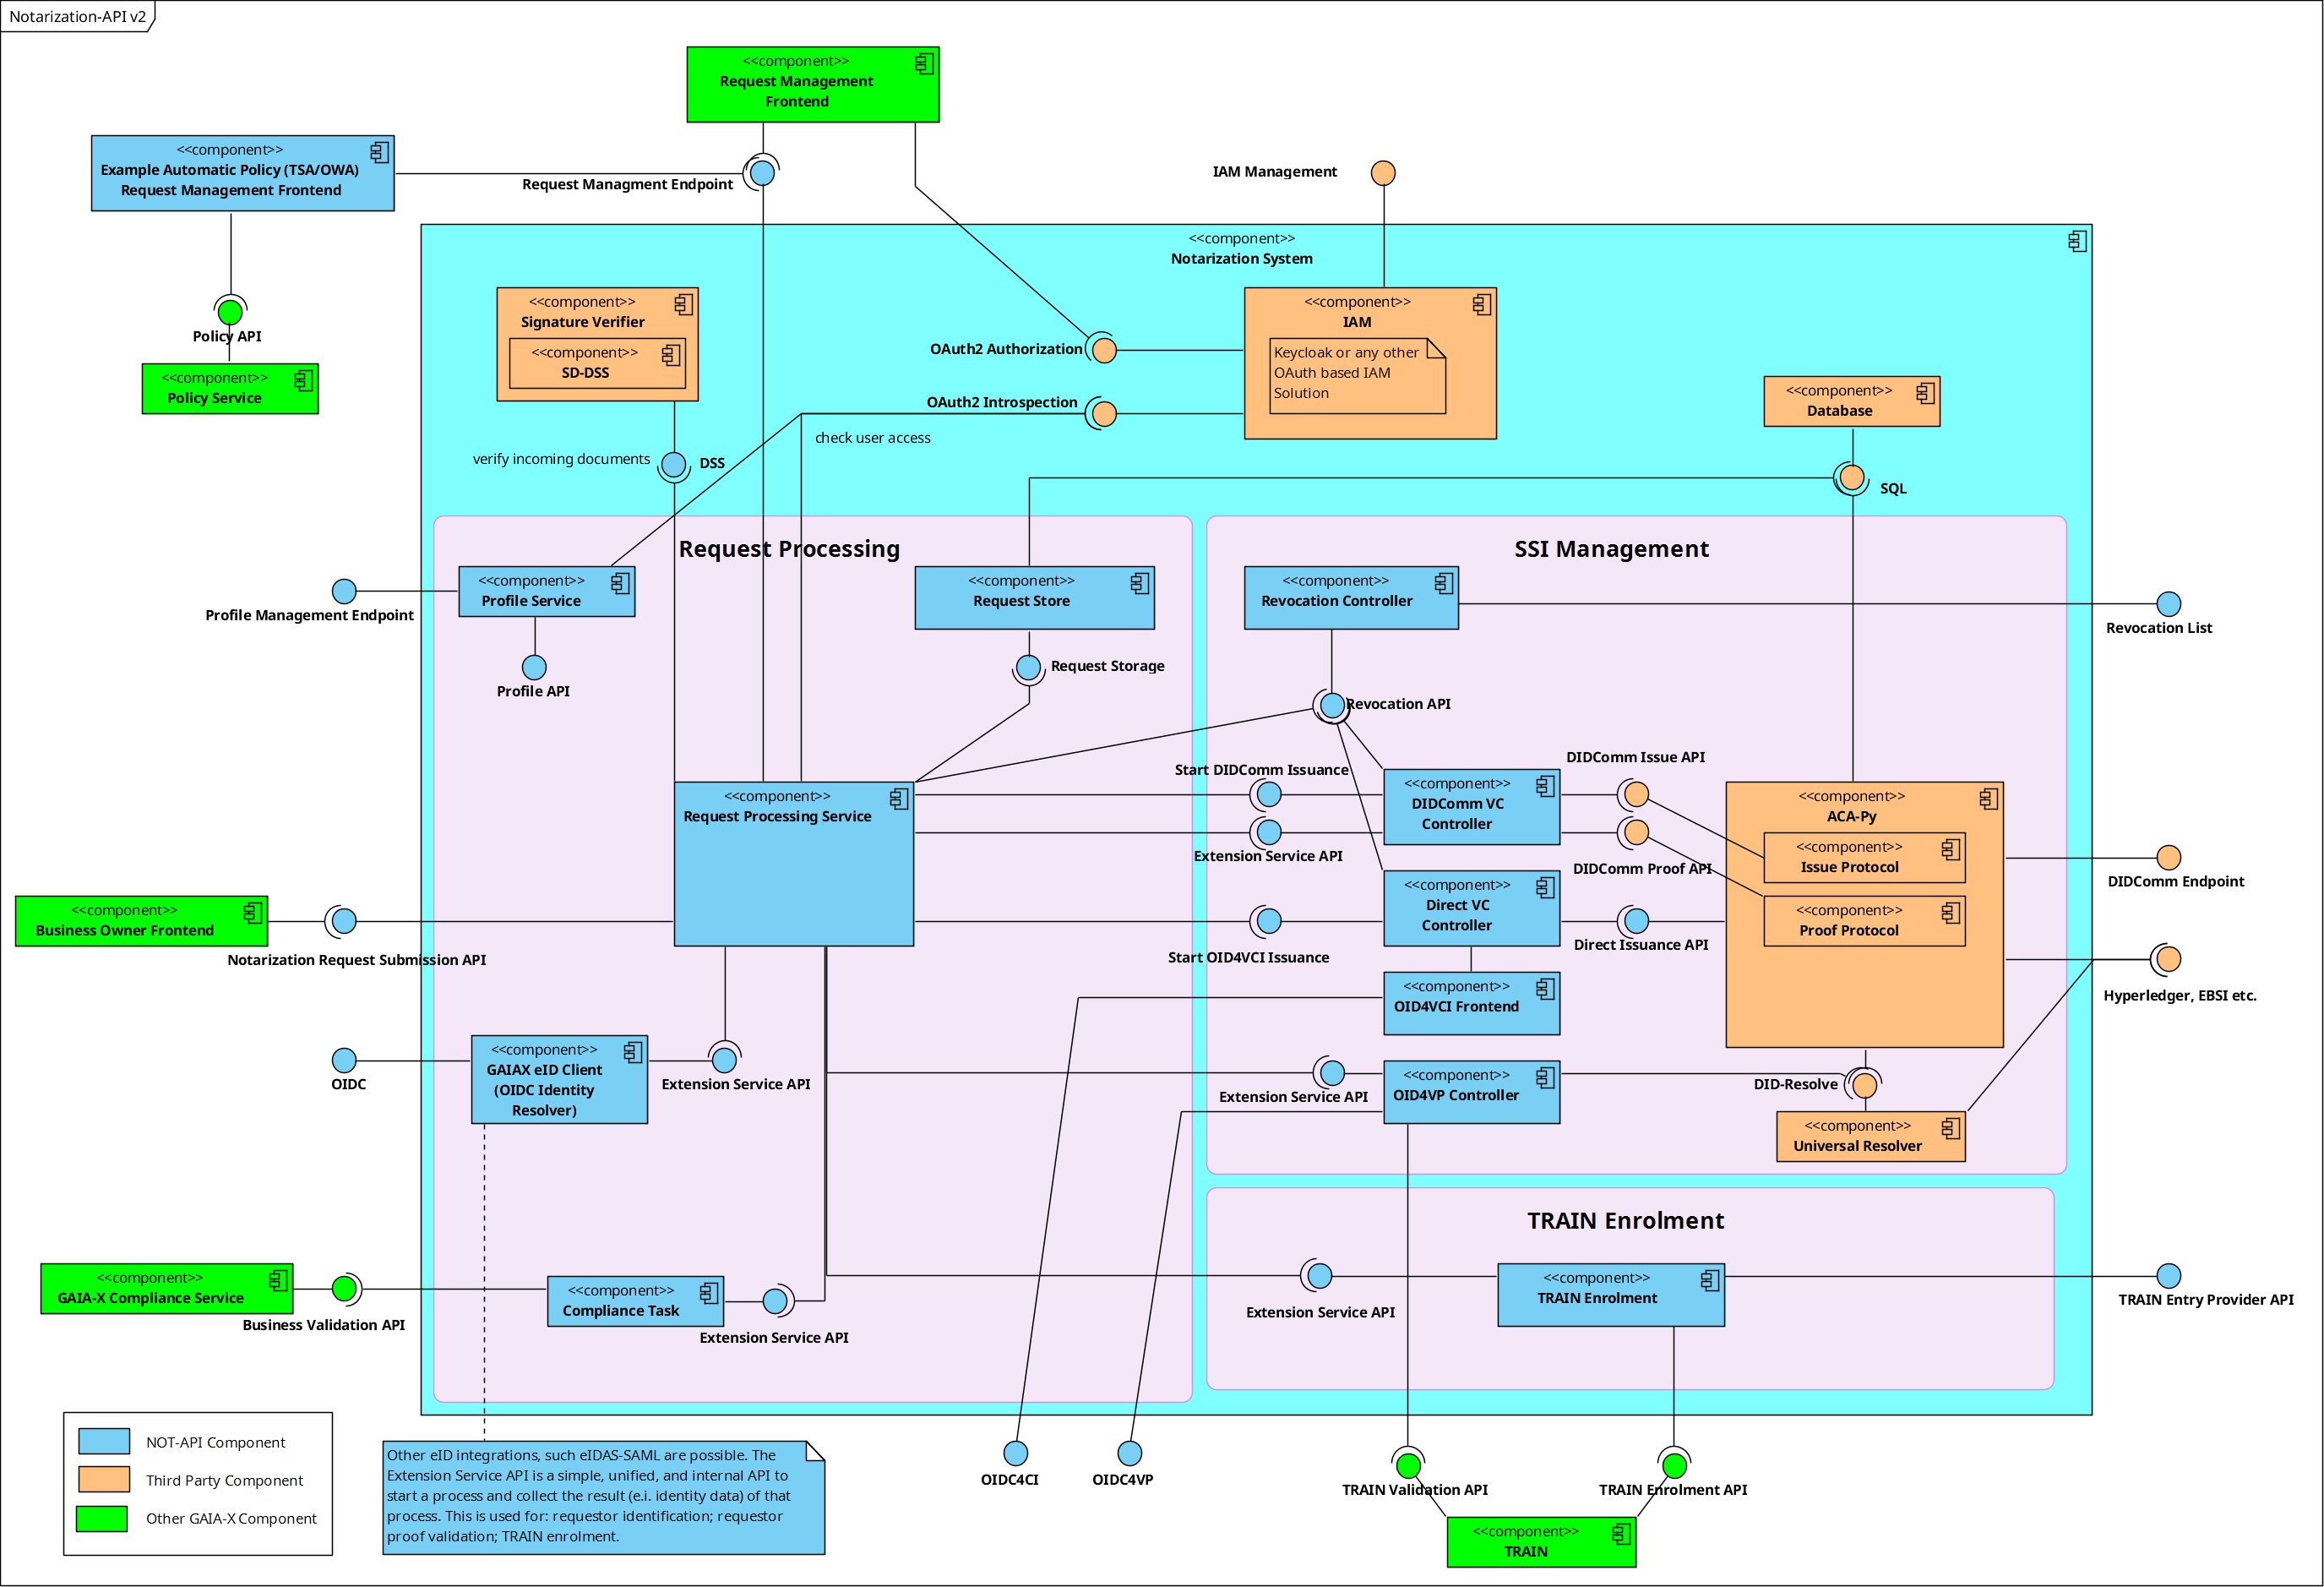 Notarization-API v2
<<component>>
Request Management
Frontend
<<component>>
Example Automatic Policy (TSA/OWA)
Request Management Frontend
Request Managment Endpoint
IAM Management
<<component>>
Notarization System
Policy API
<<component>>
Policy Service
<<component>>
Signature Verifier
<<component>>
SD-DSS
<<component>>
IAM
Keycloak or any other
OAuth based IAM
Solution
OAuth2 Authorization
OAuth2 Introspection
check user access
verify incoming documents
DSS
<<component>>
Database
SQL
Request Processing
SSI Management
<<component>>
Profile Service
Profile Management Endpoint
Profile API
<<component>>
Request Store
Request Storage
<<component>>
Revocation Controller
Revocation List
Revocation API
<<component>>
Request Processing Service
Start DIDComm Issuance
Extension Service API
<<component>>
DIDComm VC
Controller
DIDComm Issue API
DIDComm Proof API
<<component>>
ACA-Py
<<component>>
Issue Protocol
<<component>>
Proof Protocol
DIDComm Endpoint
<<component>>
Business Owner Frontend
Notarization Request Submission API
Start OID4VCI Issuance
<<component>>
Direct VC
Controller
Direct Issuance API
Hyperledger, EBSI etc.
<<component>>
OID4VCI Frontend
OIDC
<<component>>
GAIAX eID Client
(OIDC Identity
Resolver)
Extension Service API
Extension Service API
<<component>>
OID4VP Controller
DID-Resolve
<<component>>
Universal Resolver
TRAIN Enrolment
<<component>>
GAIA-X Compliance Service
Business Validation API
<<component>>
Compliance Task
Extension Service API
Extension Service API
<<component>>
TRAIN Enrolment
TRAIN Entry Provider API
NOT-API Component
Third Party Component
Other GAIA-X Component
Other eID integrations, such eIDAS-SAML are possible. The
Extension Service API is a simple, unified, and internal API to
start a process and collect the result (e.i. identity data) of that
process. This is used for: requestor identification; requestor
proof validation; TRAIN enrolment.
OIDC4CI
OIDC4VP
TRAIN Validation API
TRAIN Enrolment API
<<component>>
TRAIN